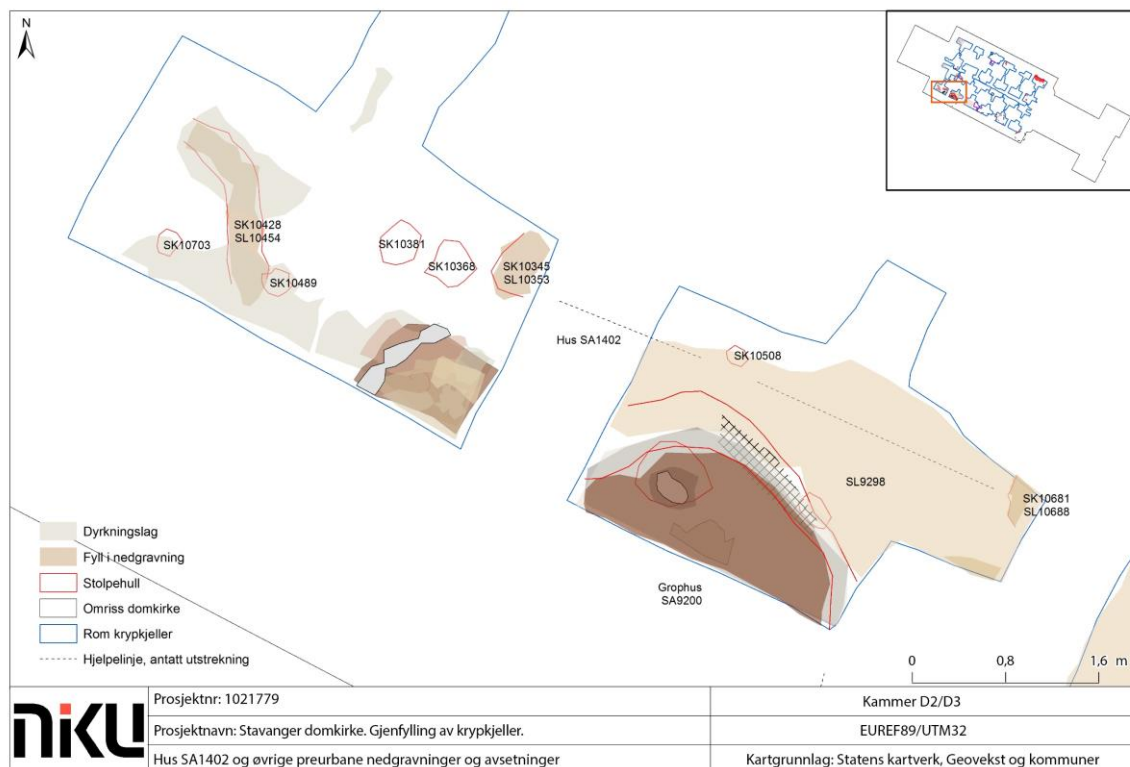 N
SK10428
SL10454
SK10703
SK10489
SK10381
SK10368
SK10345
SL10353
Hus SA1402
SK10508
SL9298
SK10681
SL10688
Grophus
SA9200
Dyrkningslag
Fyll i nedgravning
Stolpehull
Omriss domkirke
Rom krypkjeller
Hjelpelinje, antatt utstrekning
0 0,8 1,6 m
niku
Prosjektnr: 1021779
Kammer D2/D3
Prosjektnavn: Stavanger domkirke. Gjenfylling av krypkjeller.
EUREF89/UTM32
Hus SA1402 og øvrige preurbane nedgravninger og avsetninger
Kartgrunnlag: Statens kartverk, Geovekst og kommuner